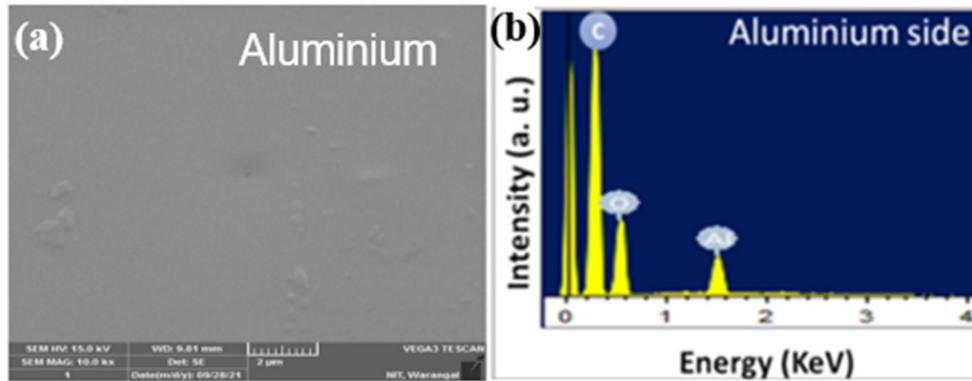 (a)
Aluminium
SEM HV: 15.0 kV WD: 9.81 mm VEGA3 TESCAN
SEM MAG: 10.0 kx Det: SE 2 µm
1 Date(m/d/y): 09/28/21 NIT, Warangal
(b)
Aluminium side
C
O
Al
Intensity (a. u.)
0 1 2 3 4
Energy (KeV)